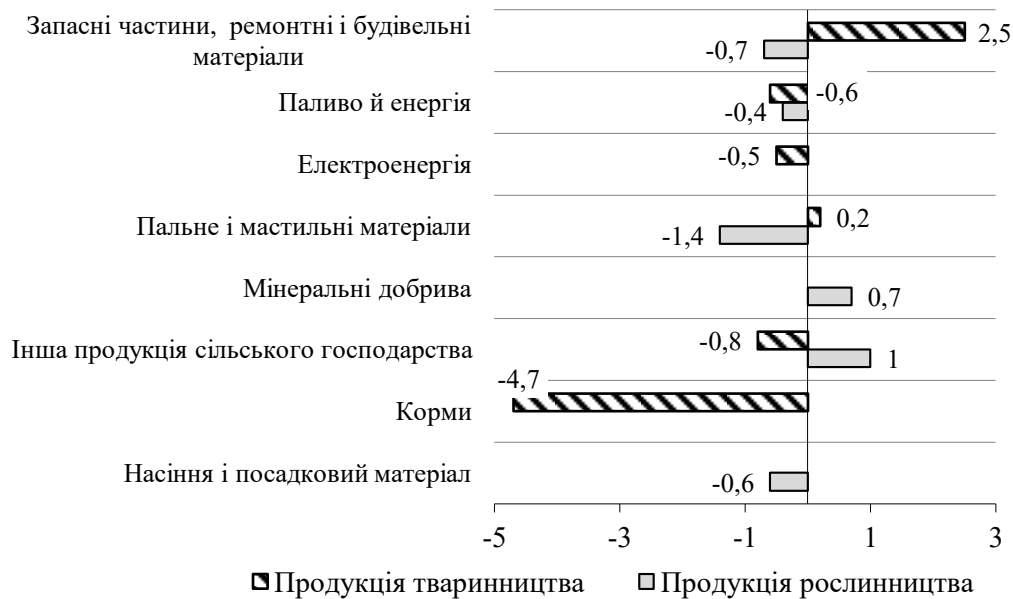 Запасні частини, ремонтні і будівельні
матеріали
2,5
-0,7
Паливо й енергія
-0,6
-0,4
Електроенергія
-0,5
Пальне і мастильні матеріали
0,2
-1,4
Мінеральні добрива
0,7
Інша продукція сільського господарства
-0,8
1
-4,7
Корми
Насіння і посадковий матеріал
-0,6
-5 -3 -1 1 3
Продукція тваринництва Продукція рослинництва